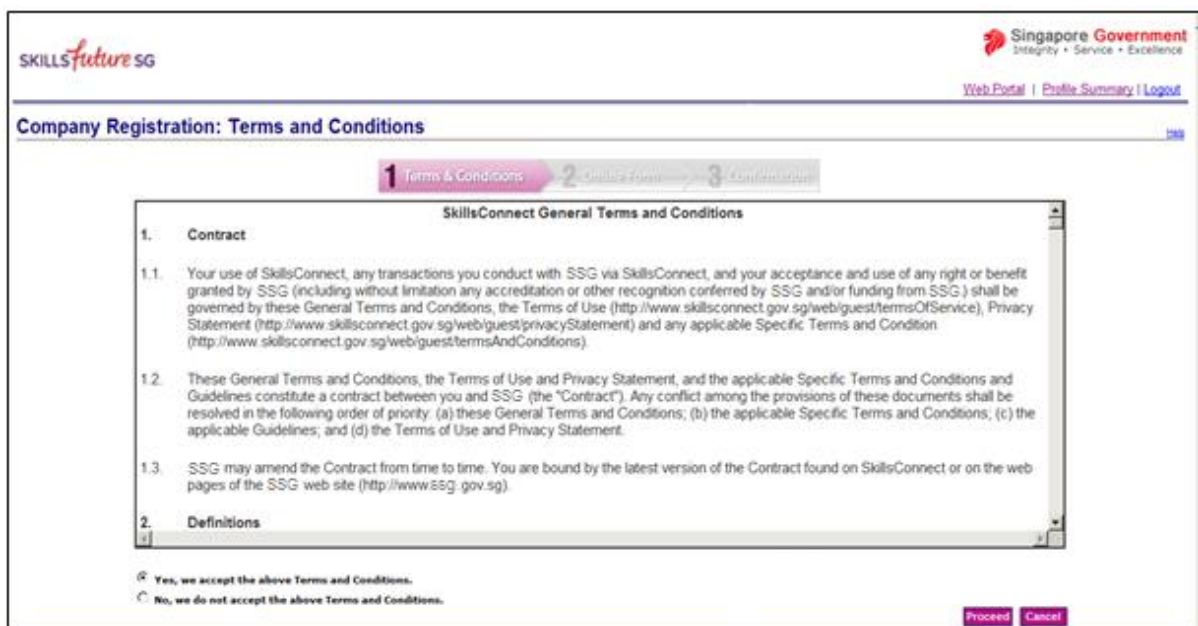 SKILLS future SG
Singapore Government
Integrity • Service • Excellence
Web Portal | Profile Summary | Logout
Company Registration: Terms and Conditions
Help
1 Terms & Conditions 2 Online Form 3 Confirmation
SkillsConnect General Terms and Conditions
1. Contract
1.1. Your use of SkillsConnect, any transactions you conduct with SSG via SkillsConnect, and your acceptance and use of any right or benefit
granted by SSG (including without limitation any accreditation or other recognition conferred by SSG and/or funding from SSG.) shall be
governed by these General Terms and Conditions, the Terms of Use (http://www.skillsconnect.gov.sg/web/guest/termsOfService), Privacy
Statement (http://www.skillsconnect.gov.sg/web/guest/privacyStatement) and any applicable Specific Terms and Condition
(http://www.skillsconnect.gov.sg/web/guest/termsAndConditions).
1.2. These General Terms and Conditions, the Terms of Use and Privacy Statement, and the applicable Specific Terms and Conditions and
Guidelines constitute a contract between you and SSG (the "Contract"). Any conflict among the provisions of these documents shall be
resolved in the following order of priority: (a) these General Terms and Conditions; (b) the applicable Specific Terms and Conditions; (c) the
applicable Guidelines; and (d) the Terms of Use and Privacy Statement.
1.3. SSG may amend the Contract from time to time. You are bound by the latest version of the Contract found on SkillsConnect or on the web
pages of the SSG web site (http://www.ssg.gov.sg).
2. Definitions
Yes, we accept the above Terms and Conditions.
No, we do not accept the above Terms and Conditions.
Proceed Cancel